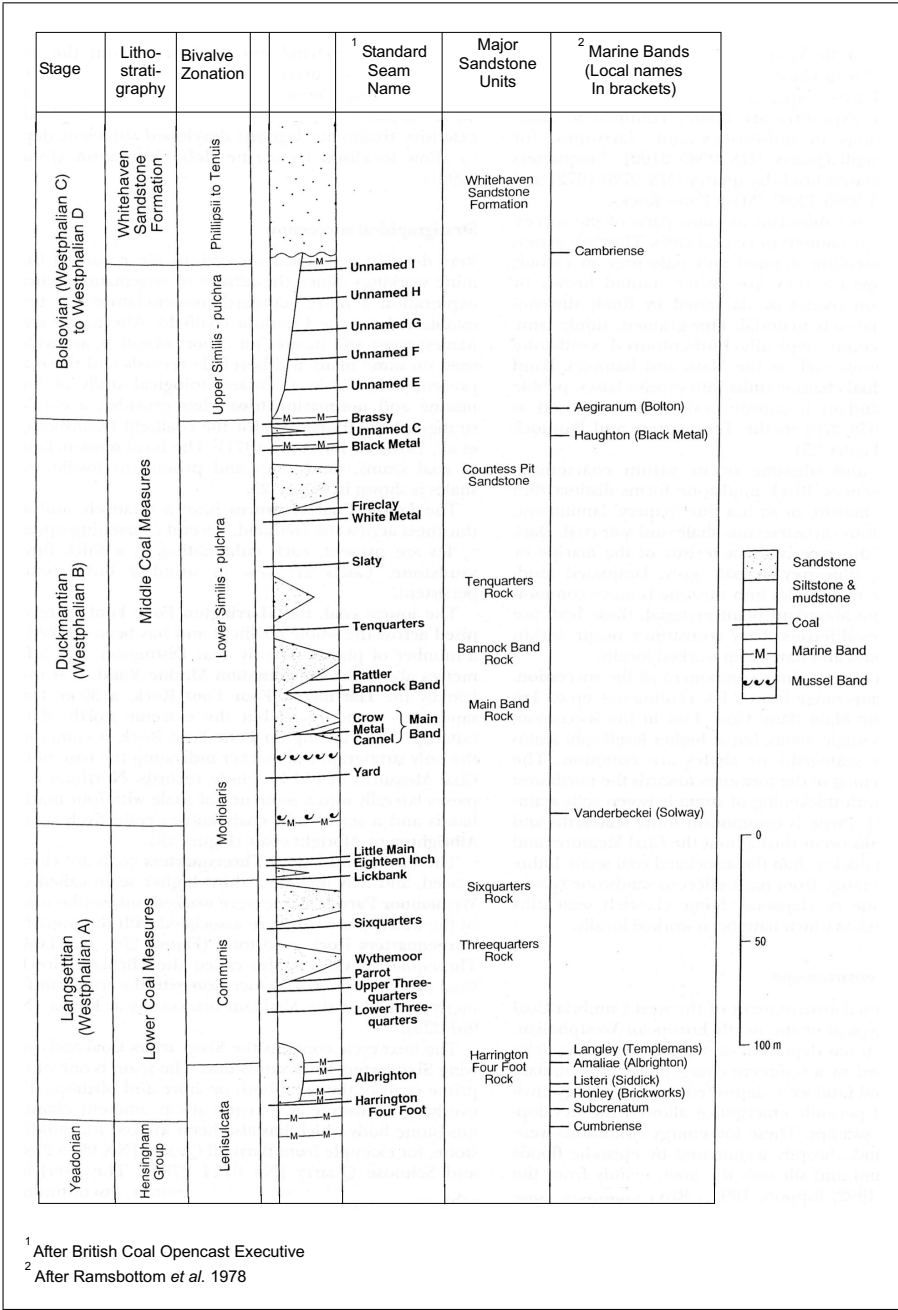 Stage
Litho-
strati-
graphy
Bivalve
Zonation
1 Standard
Seam
Name
Major
Sandstone
Units
2 Marine Bands
(Local names
In brackets)
Bolsovian (Westphalian C)
to Westphalian D
Duckmantian
(Westphalian B)
Langsettian
(Westphalian A)
Yeadonian
Whitehaven
Sandstone
Formation
Middle Coal Measures
Lower Coal Measures
Hensingham
Group
Phillipsii to Tenuis
Upper Similis - pulchra
Lower Similis - pulchra
Modiolaris
Communis
Lenisulcata
M
M M
M M
M
M M
M M
M M
M M
M M
M M
M M
Unnamed I
Unnamed H
Unnamed G
Unnamed F
Unnamed E
Brassy
Unnamed C
Black Metal
Fireclay
White Metal
Slaty
Tenquarters
Rattler
Bannock Band
Crow
Metal
Cannel
Main
Band
Yard
Little Main
Eighteen Inch
Lickbank
Sixquarters
Wythemoor
Parrot
Upper Three-
quarters
Lower Three-
quarters
Albrighton
Harrington
Four Foot
Whitehaven
Sandstone
Formation
Countess Pit
Sandstone
Tenquarters
Rock
Bannock Band
Rock
Main Band
Rock
Sixquarters
Rock
Threequarters
Rock
Harrington
Four Foot
Rock
Cambriense
Aegiranum (Bolton)
Haughton (Black Metal)
Vanderbeckei (Solway)
Langley (Templemans)
Amaliae (Albrighton)
Listeri (Siddick)
Honley (Brickworks)
Subcrenatum
Cumbriense
Sandstone
Siltstone &
mudstone
Coal
M
Marine Band
Mussel Band
0
50
100 m
1 After British Coal Opencast Executive
2 After Ramsbottom et al. 1978